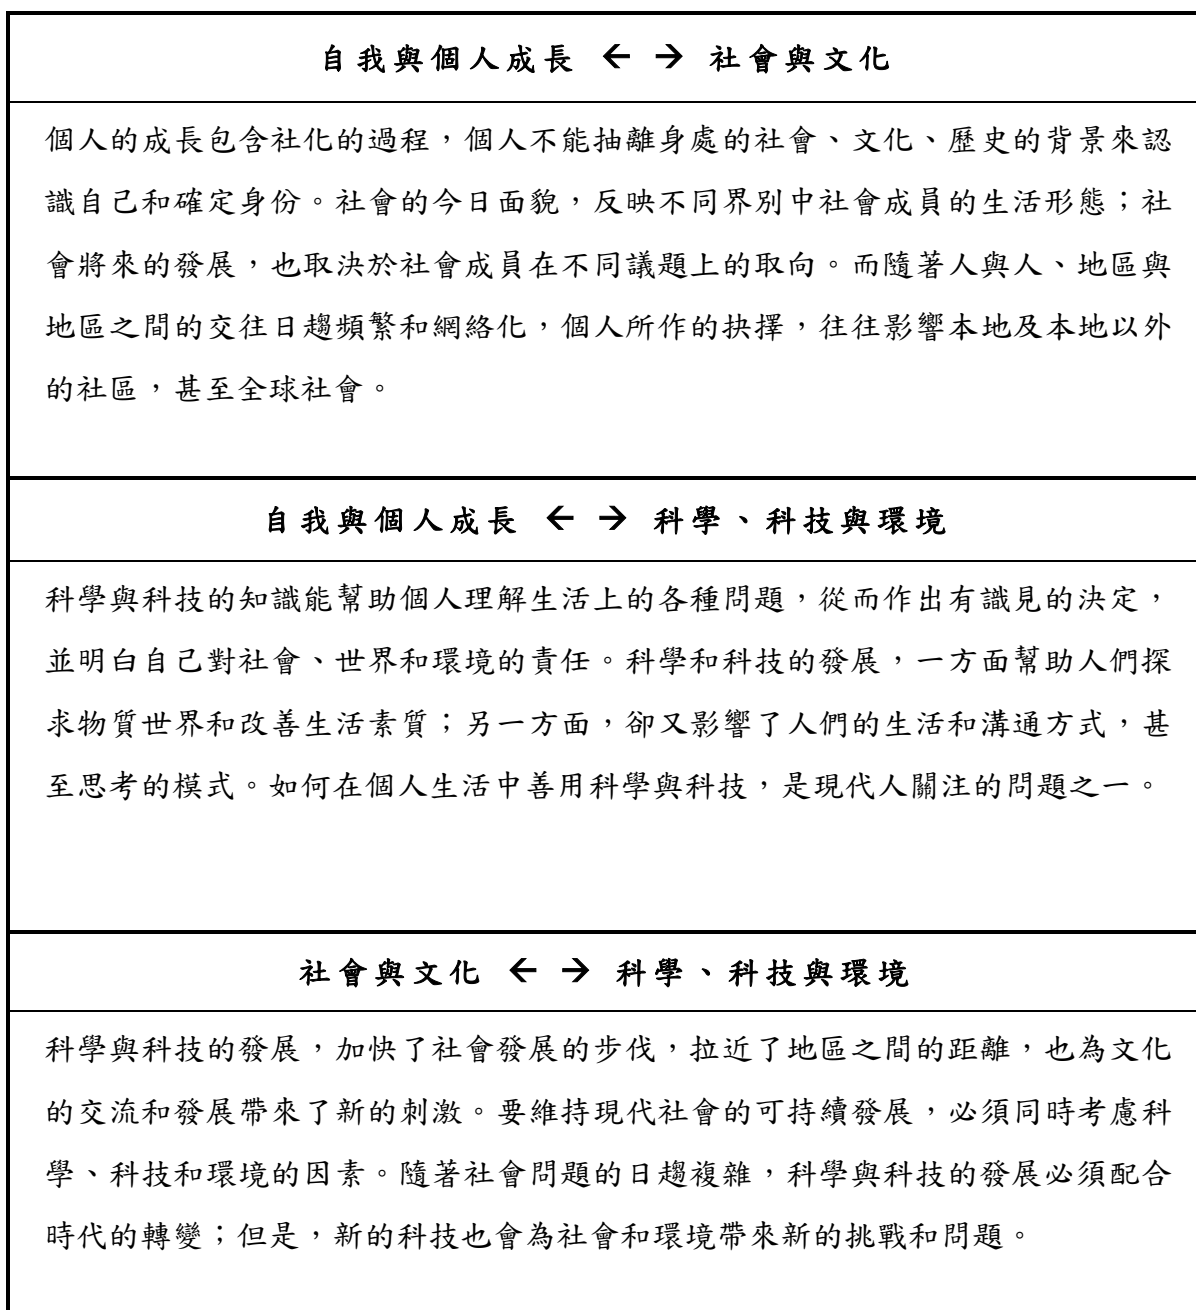 自我與個人成長 ← → 社會與文化
個人的成長包含社化的過程，個人不能抽離身處的社會、文化、歷史的背景來認
識自己和確定身份。社會的今日面貌，反映不同界別中社會成員的生活形態；社
會將來的發展，也取決於社會成員在不同議題上的取向。而隨著人與人、地區與
地區之間的交往日趨頻繁和網絡化，個人所作的抉擇，往往影響本地及本地以外
的社區，甚至全球社會。
自我與個人成長 ← → 科學、科技與環境
科學與科技的知識能幫助個人理解生活上的各種問題，從而作出有識見的決定，
並明白自己對社會、世界和環境的責任。科學和科技的發展，一方面幫助人們探
求物質世界和改善生活素質；另一方面，卻又影響了人們的生活和溝通方式，甚
至思考的模式。如何在個人生活中善用科學與科技，是現代人關注的問題之一。
社會與文化 ← → 科學、科技與環境
科學與科技的發展，加快了社會發展的步伐，拉近了地區之間的距離，也為文化
的交流和發展帶來了新的刺激。要維持現代社會的可持續發展，必須同時考慮科
學、科技和環境的因素。隨著社會問題的日趨複雜，科學與科技的發展必須配合
時代的轉變；但是，新的科技也會為社會和環境帶來新的挑戰和問題。